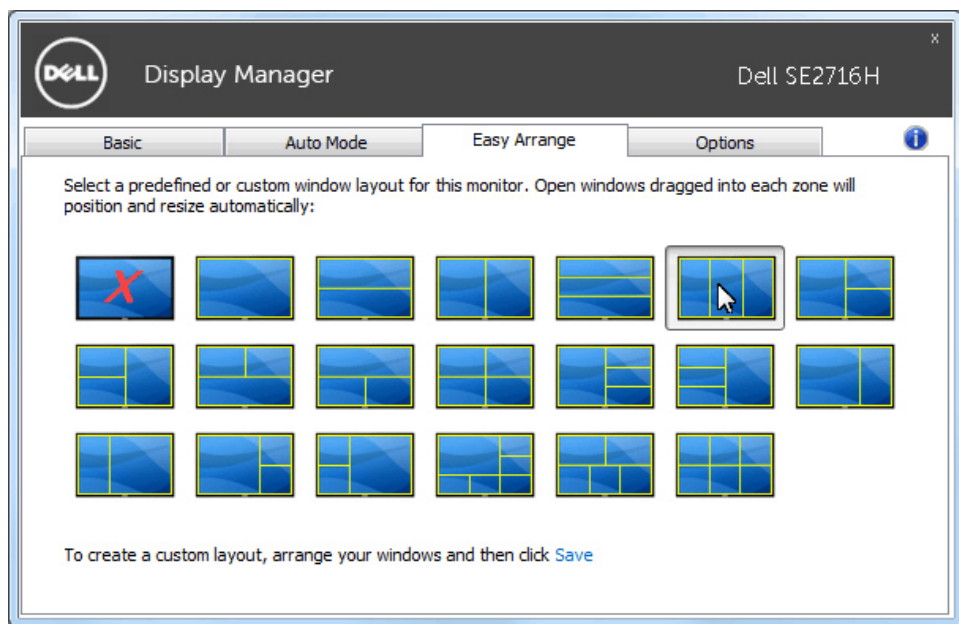 x
DELL
Display Manager
Dell SE2716H
Basic
Auto Mode
Easy Arrange
Options
i
Select a predefined or custom window layout for this monitor. Open windows dragged into each zone will
position and resize automatically:
X
To create a custom layout, arrange your windows and then click Save